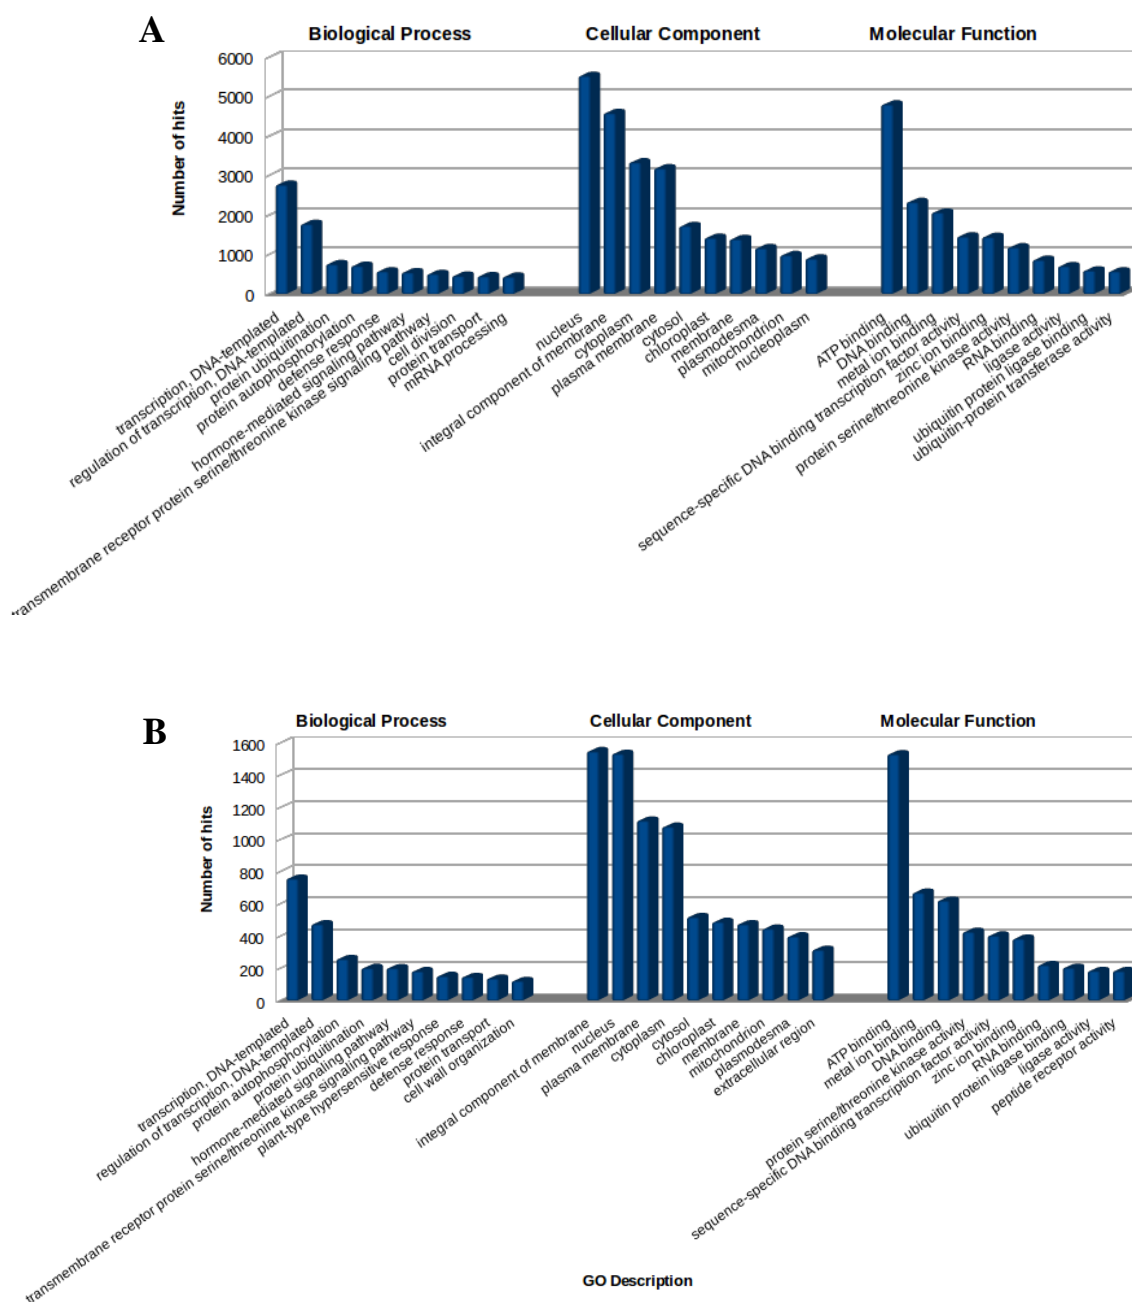 A
Biological Process Cellular Component Molecular Function
Number of hits
6000
5000
4000
3000
2000
1000
0
transcription, DNA-templated
regulation of transcription, DNA-templated
protein ubiquitination
protein autophosphorylation
defense response
hormone-mediated signaling pathway
transmembrane receptor protein serine/threonine kinase signaling pathway
cell division
protein transport
mRNA processing
nucleus
integral component of membrane
cytoplasm
plasma membrane
cytosol
chloroplast
membrane
plasmodesma
mitochondrion
nucleoplasm
ATP binding
DNA binding
metal ion binding
sequence-specific DNA binding transcription factor activity
zinc ion binding
protein serine/threonine kinase activity
RNA binding
ligase activity
ubiquitin protein ligase binding
ubiquitin-protein transferase activity
B
Biological Process Cellular Component Molecular Function
Number of hits
1600
1400
1200
1000
800
600
400
200
0
transcription, DNA-templated
regulation of transcription, DNA-templated
protein autophosphorylation
protein ubiquitination
hormone-mediated signaling pathway
transmembrane receptor protein serine/threonine kinase signaling pathway
plant-type hypersensitive response
defense response
protein transport
cell wall organization
integral component of membrane
nucleus
plasma membrane
cytoplasm
cytosol
chloroplast
membrane
mitochondrion
plasmodesma
extracellular region
ATP binding
metal ion binding
DNA binding
protein serine/threonine kinase activity
sequence-specific DNA binding transcription factor activity
zinc ion binding
RNA binding
ubiquitin protein ligase binding
ligase activity
peptide receptor activity
GO Description